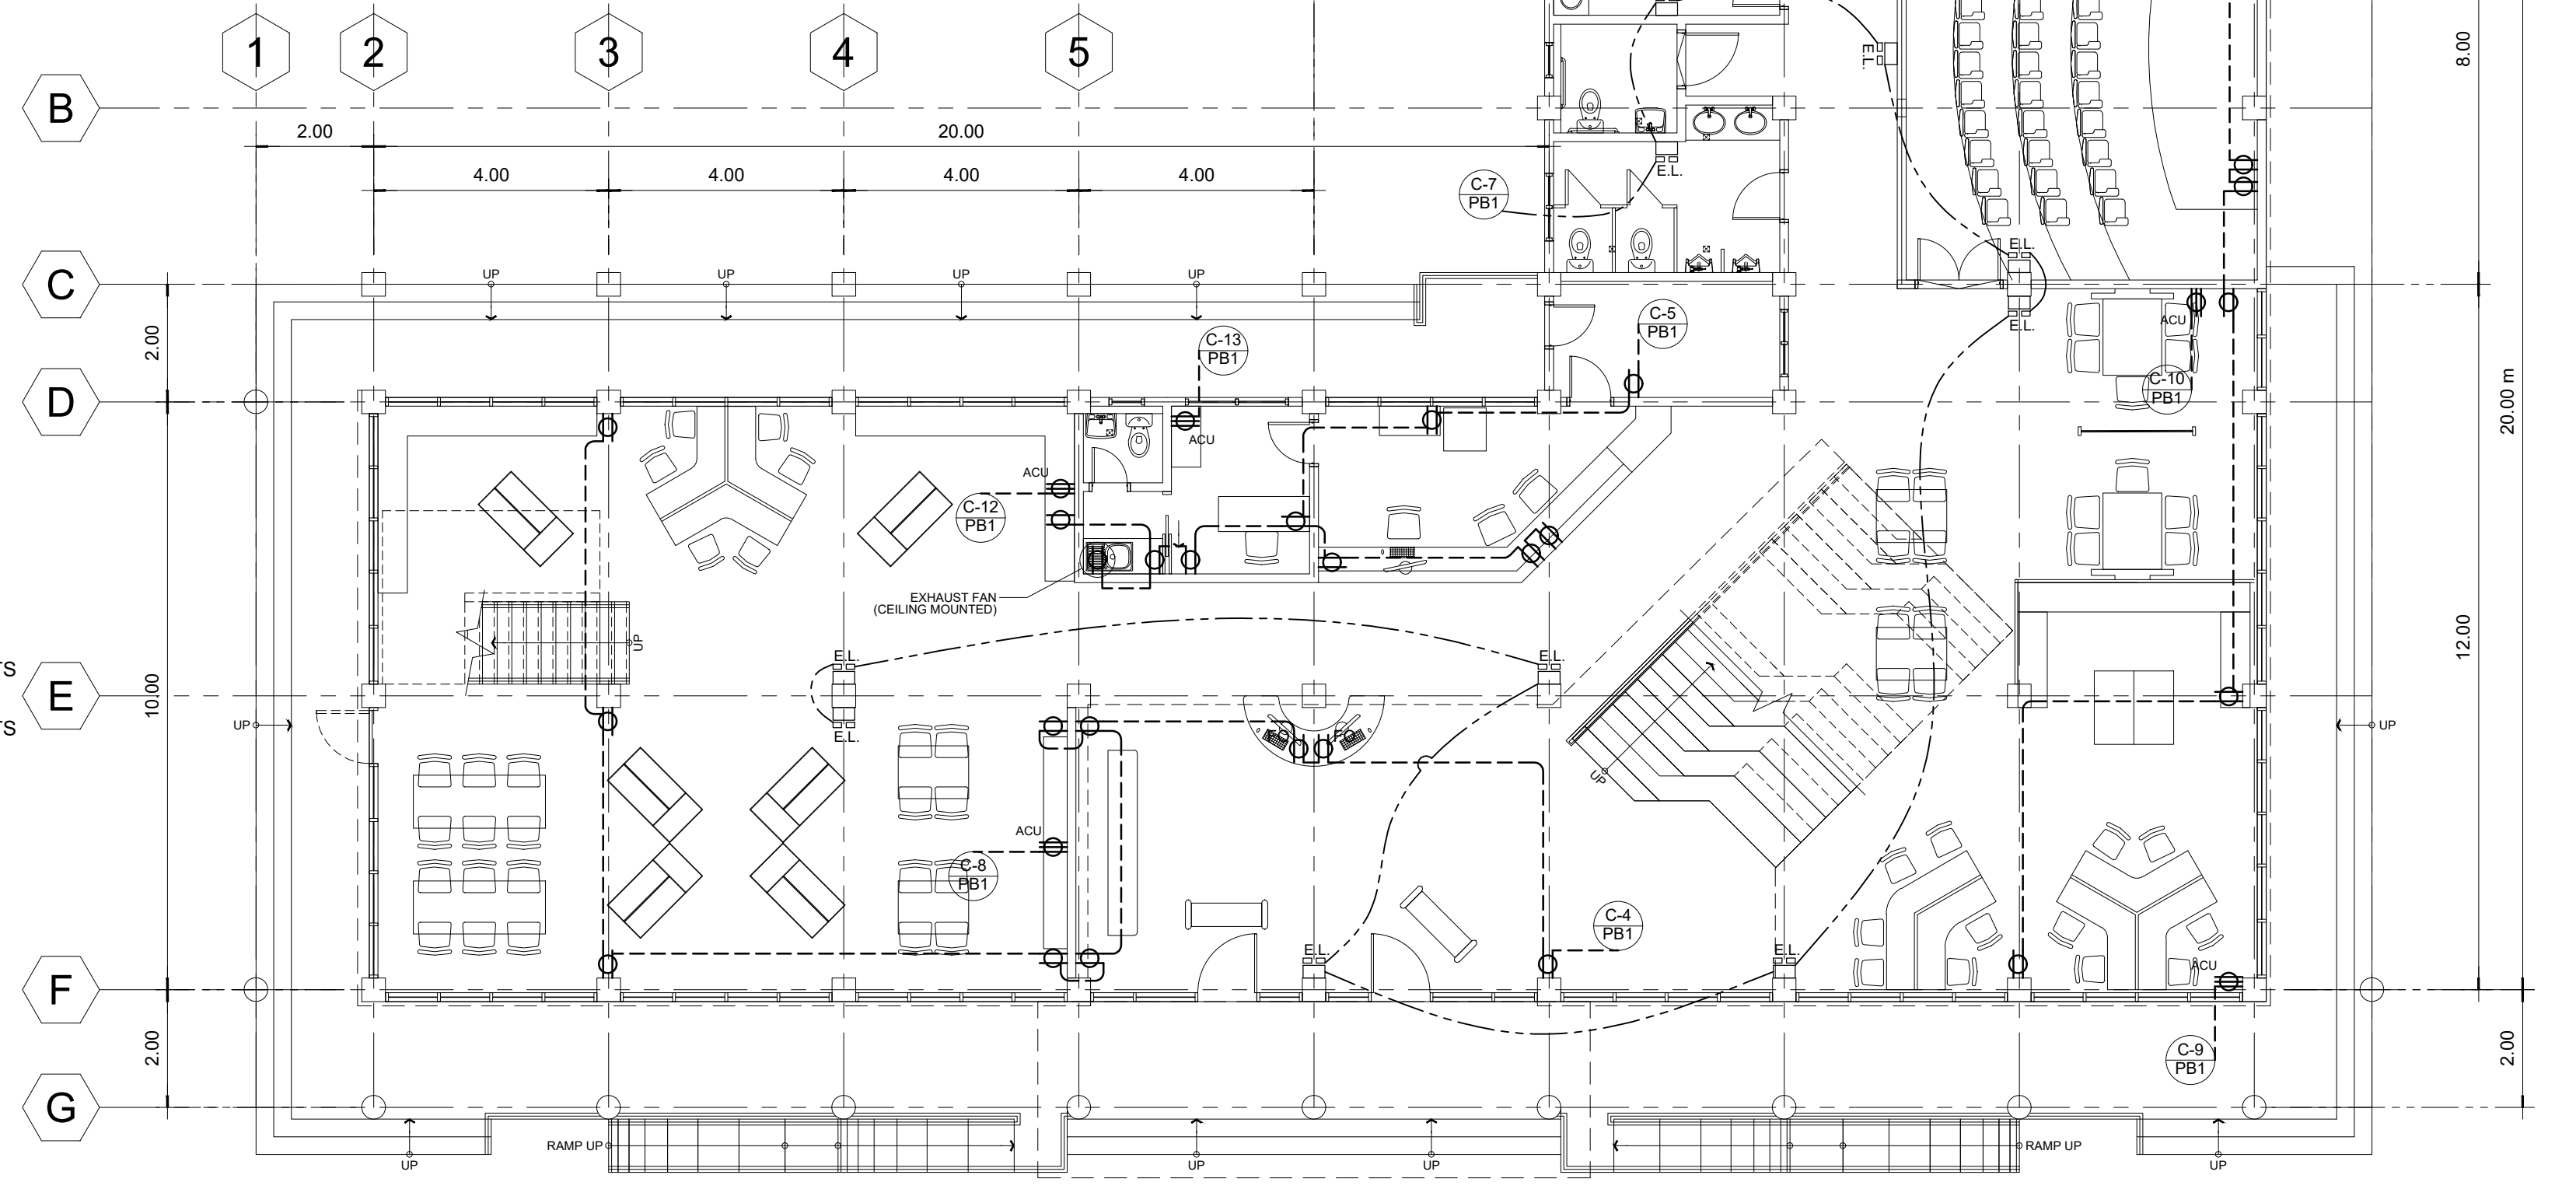 1
2
3
4
5
B
2.00
20.00
8.00
4.00
4.00
4.00
4.00
E.L.
E.L.
C-7
PB1
E.L.
E.L.
C
UP
UP
UP
UP
2.00
C-13
PB1
C-5
PB1
ACU
C-10
PB1
D
ACU
20.00 m
ACU
C-12
PB1
EXHAUST FAN
(CEILING MOUNTED)
UP
12.00
TS
E
10.00
E.L.
E.L.
E.L.
TS
UP
UP
UP
ACU
C-8
PB1
C-4
PB1
E.L.
E.L.
ACU
F
2.00
2.00
C-9
PB1
G
RAMP UP
RAMP UP
UP
UP
UP
UP